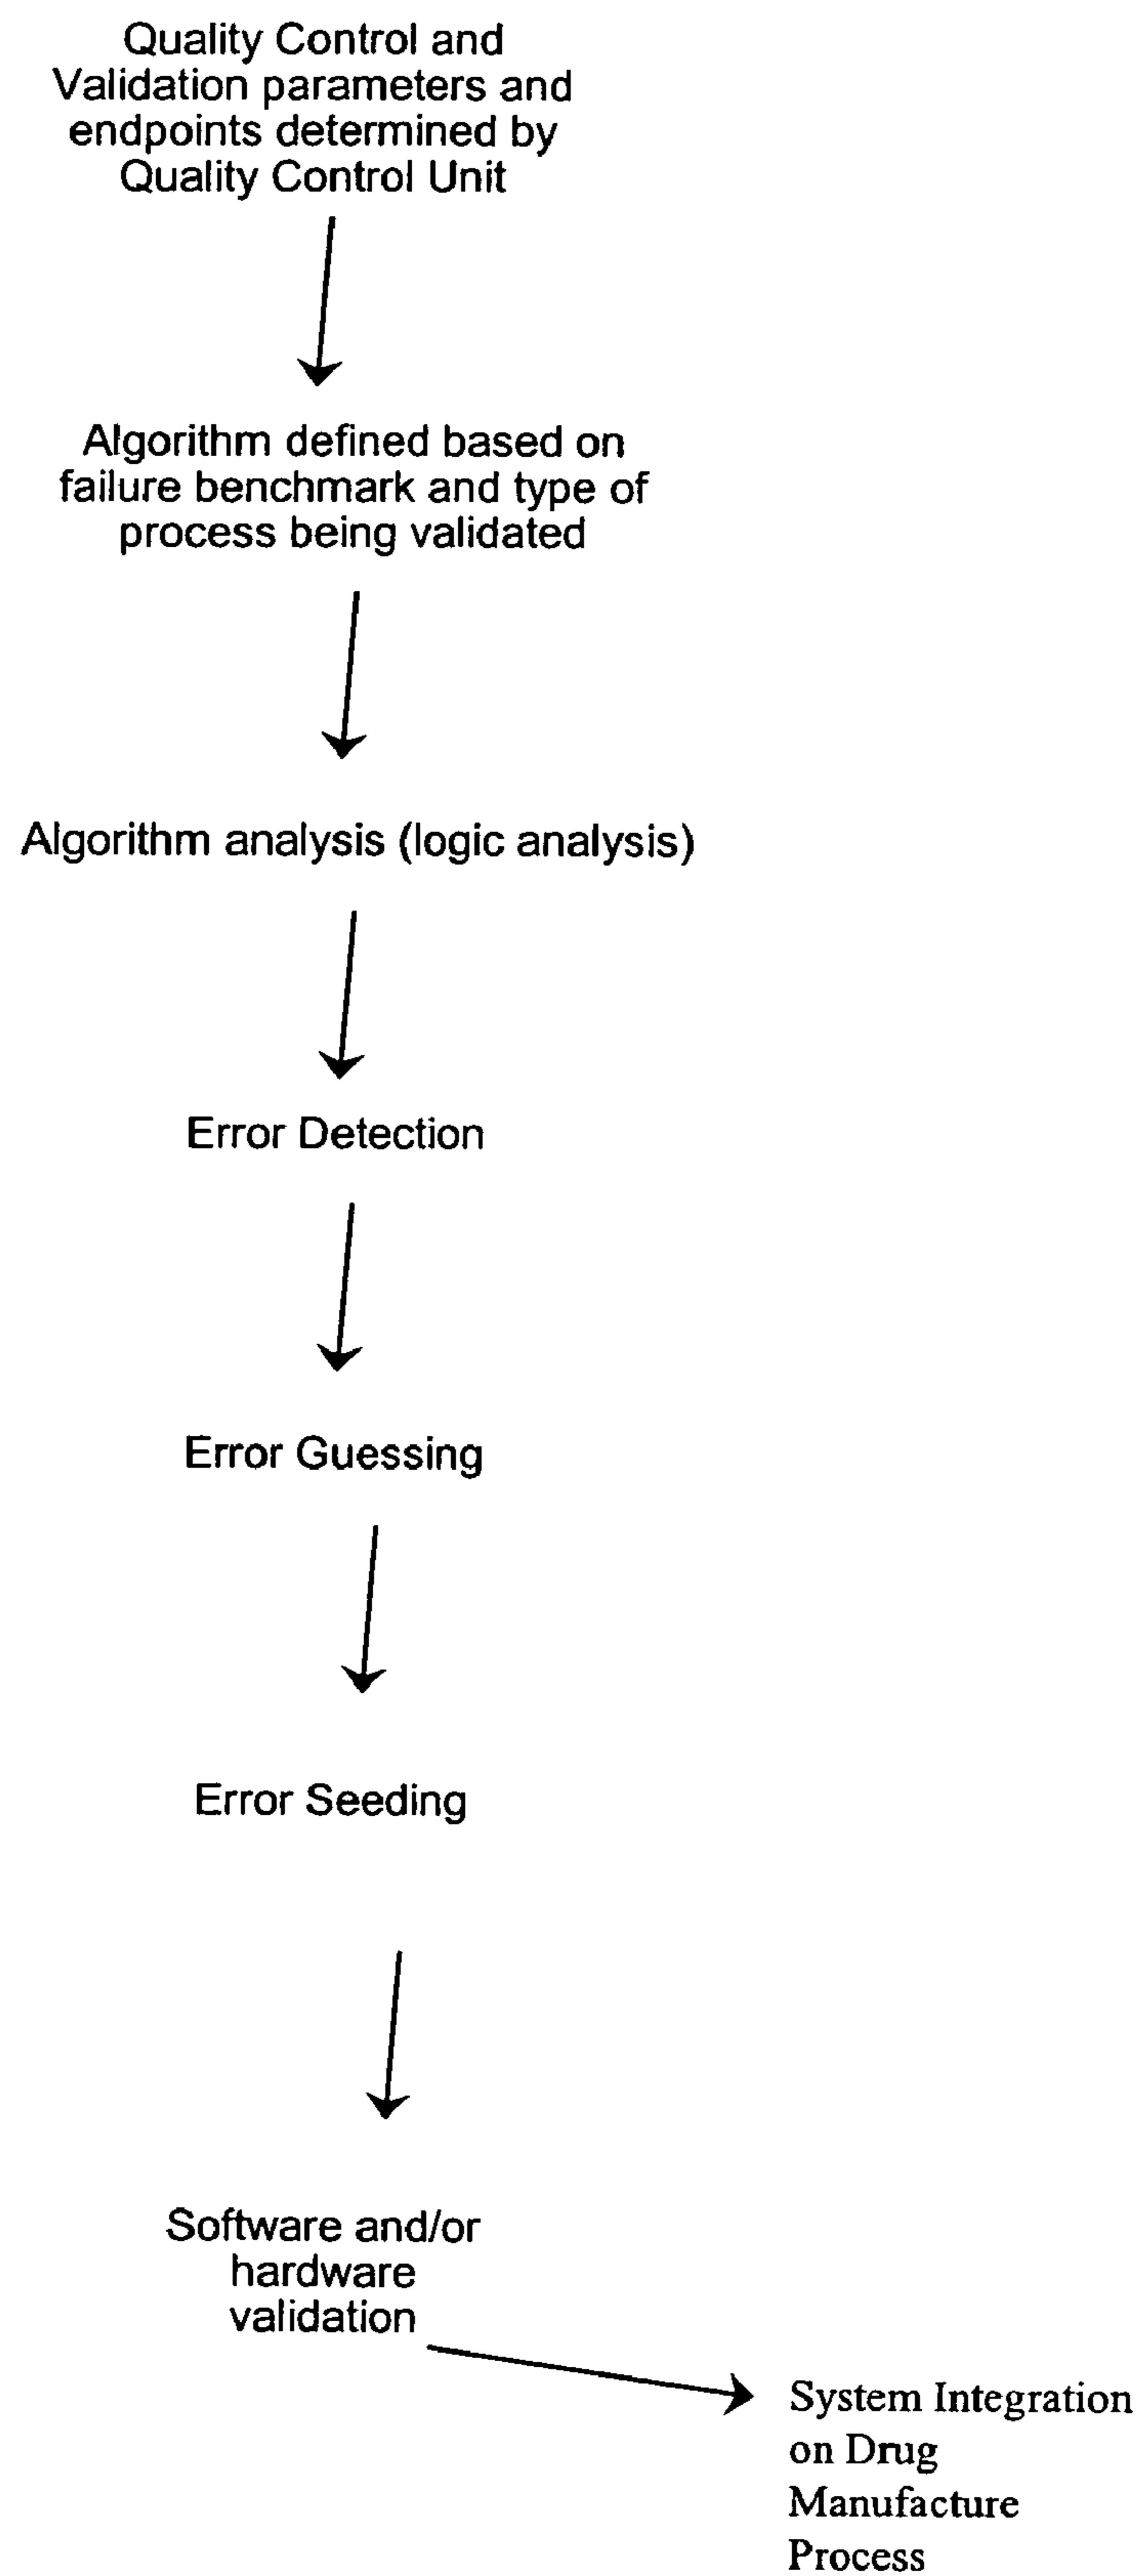 Quality Control and
Validation parameters and
endpoints determined by
Quality Control Unit
Algorithm defined based on
failure benchmark and type of
process being validated
Algorithm analysis (logic analysis)
Error Detection
Error Guessing
Error Seeding
Software and/or
hardware
validation
System Integration
on Drug
Manufacture
Process